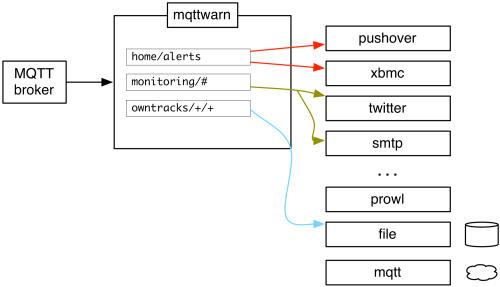 mqttwarn
MQTT
broker
home/alerts
monitoring/#
owntracks/+/+
pushover
xbmc
twitter
smtp
...
prowl
file
mqtt